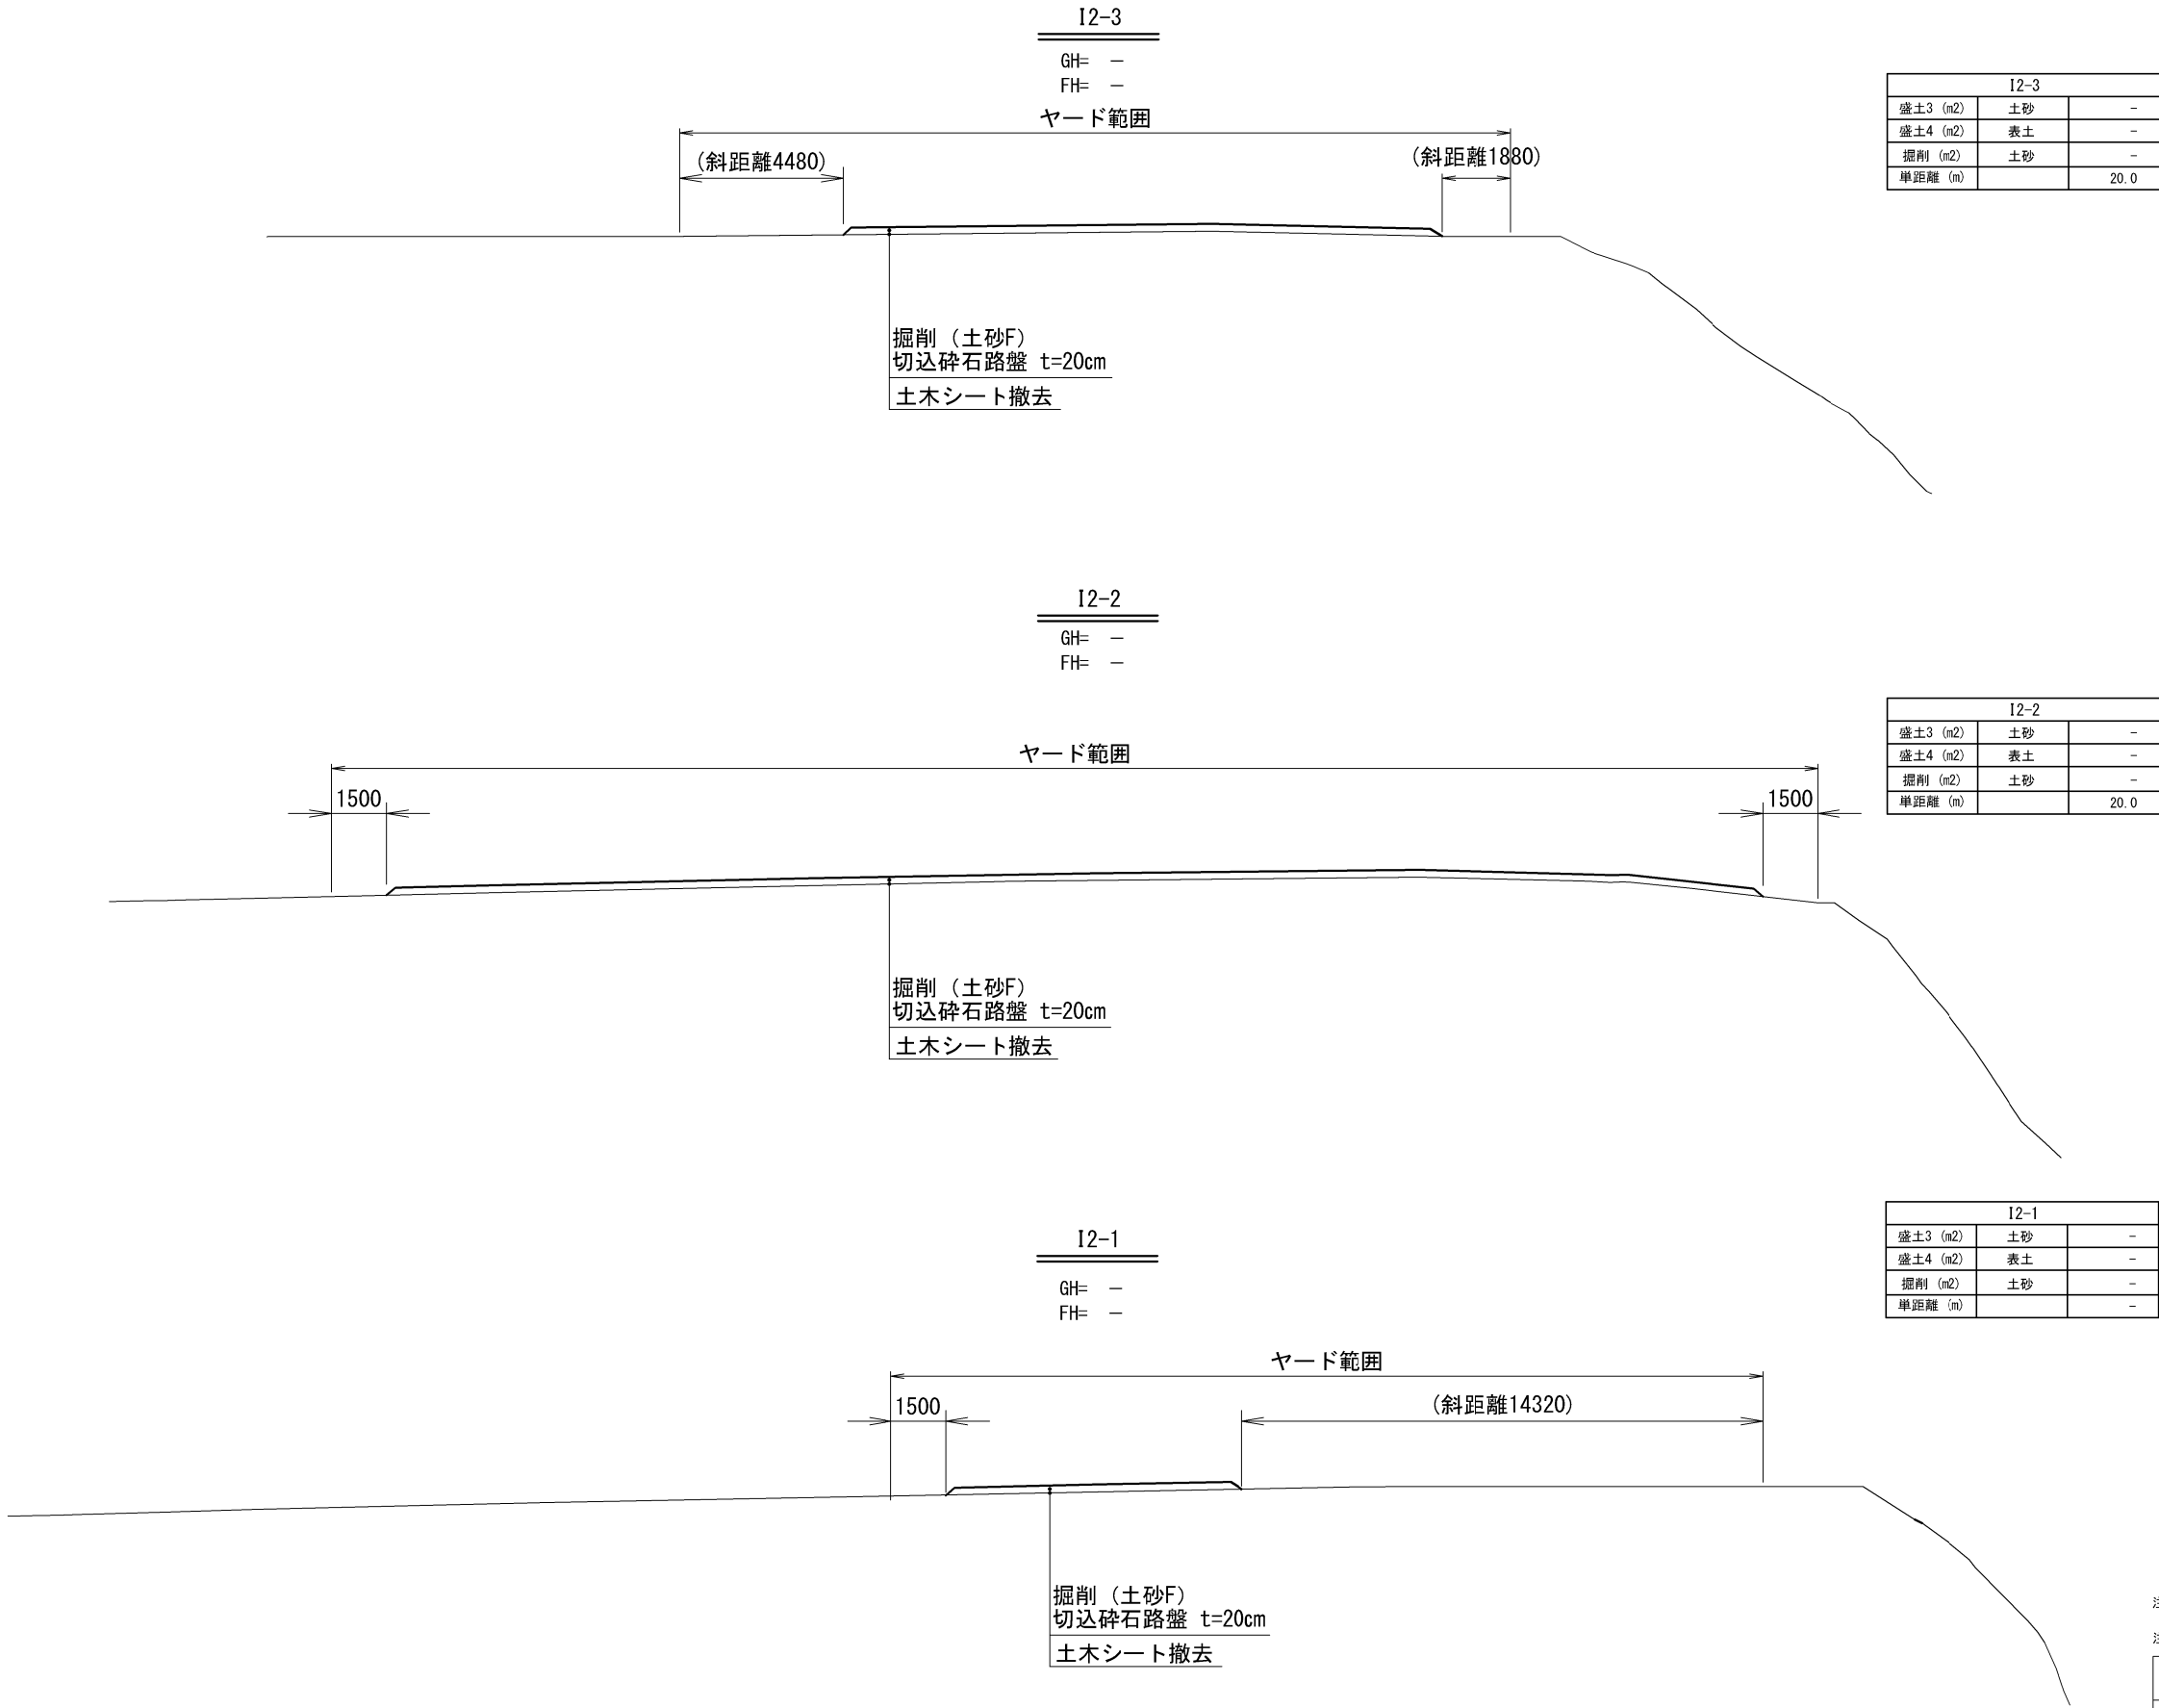 I2-3
GH= －
FH= －
ヤード範囲
(斜距離4480)
(斜距離1880)
掘削（土砂F）
切込砕石路盤 t=20cm
土木シート撤去
I2-3
盛土3 (m2) 土砂 -
盛土4 (m2) 表土 -
掘削 (m2) 土砂 -
単距離 (m) 20.0
I2-2
GH= －
FH= －
ヤード範囲
1500
1500
掘削（土砂F）
切込砕石路盤 t=20cm
土木シート撤去
I2-2
盛土3 (m2) 土砂 -
盛土4 (m2) 表土 -
掘削 (m2) 土砂 -
単距離 (m) 20.0
I2-1
GH= －
FH= －
ヤード範囲
1500
(斜距離14320)
掘削（土砂F）
切込砕石路盤 t=20cm
土木シート撤去
I2-1
盛土3 (m2) 土砂 -
盛土4 (m2) 表土 -
掘削 (m2) 土砂 -
単距離 (m) -